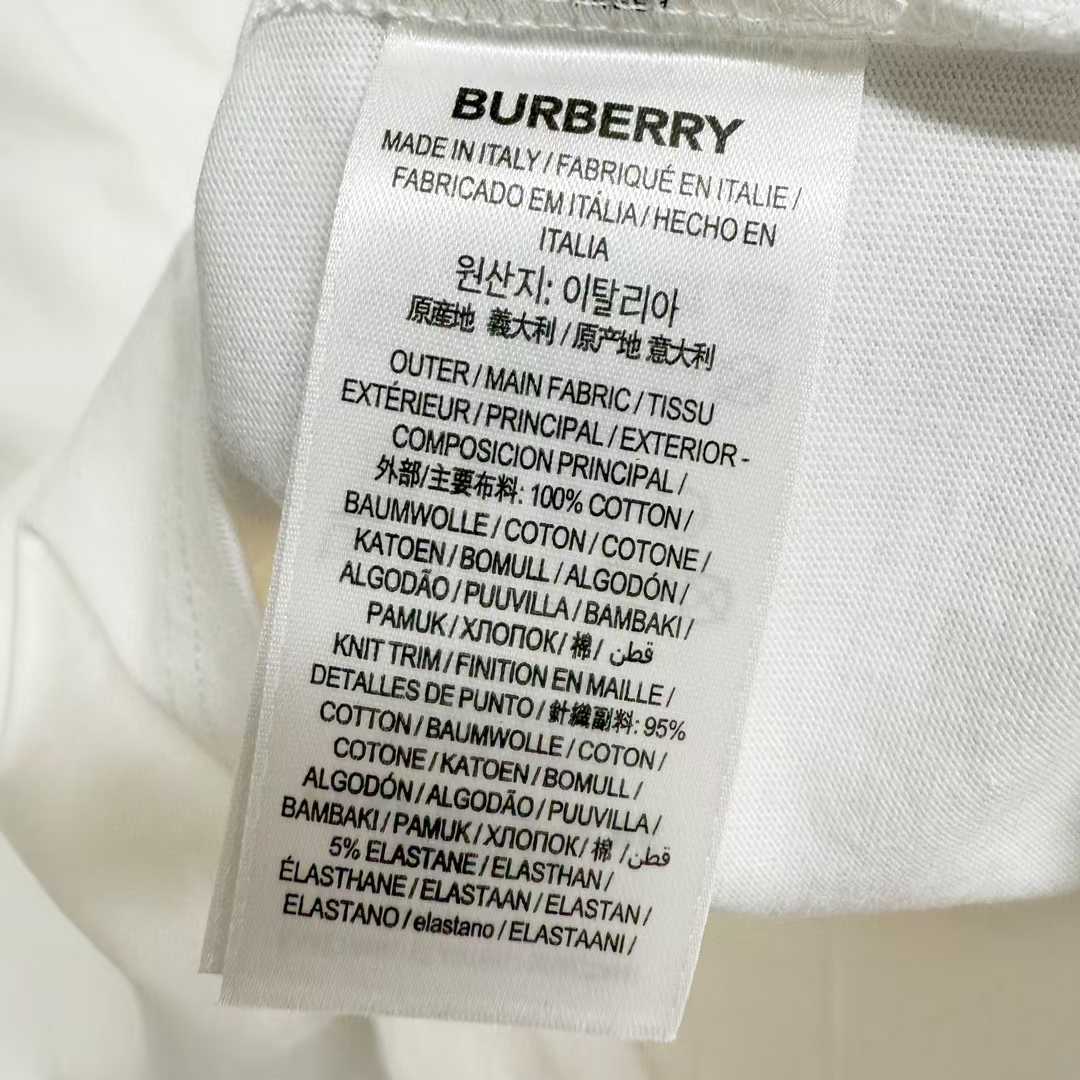 BURBERRY
MADE IN ITALY / FABRIQUÉ EN ITALIE /
FABRICADO EM ITÁLIA / HECHO EN
ITALIA
원산지: 이탈리아
原産地 義大利 / 原产地 意大利
OUTER / MAIN FABRIC / TISSU
EXTÉRIEUR / PRINCIPAL / EXTERIOR -
COMPOSICION PRINCIPAL /
外部/主要布料: 100% COTTON /
BAUMWOLLE / COTON / COTONE /
KATOEN / BOMULL / ALGODÓN /
ALGODÃO / PUUVILLA / BAMBAKI /
PAMUK / ХЛОПОК / 棉 / قطن
KNIT TRIM / FINITION EN MAILLE /
DETALLES DE PUNTO / 針織副料: 95%
COTTON / BAUMWOLLE / COTON /
COTONE / KATOEN / BOMULL /
ALGODÓN / ALGODÃO / PUUVILLA /
BAMBAKI / PAMUK / ХЛОПОК / 棉 / قطن
5% ELASTANE / ELASTHAN /
ÉLASTHANE / ELASTAAN / ELASTAN /
ELASTANO / elastano / ELASTAANI /